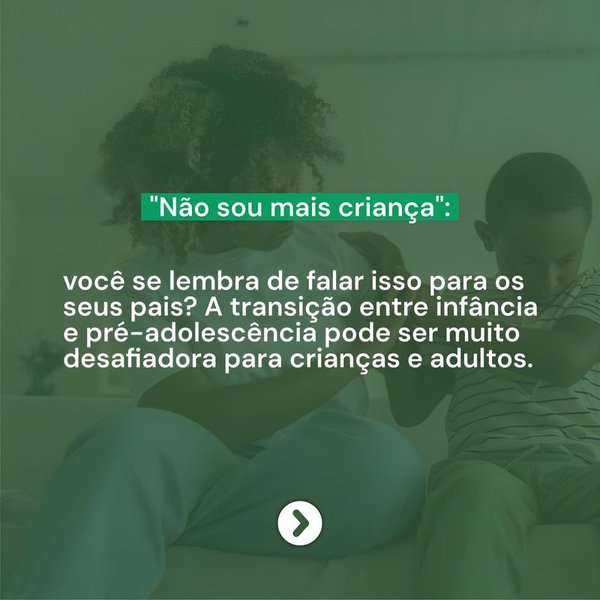 "Não sou mais criança":
você se lembra de falar isso para os
seus pais? A transição entre infância
e pré-adolescência pode ser muito
desafiadora para crianças e adultos.